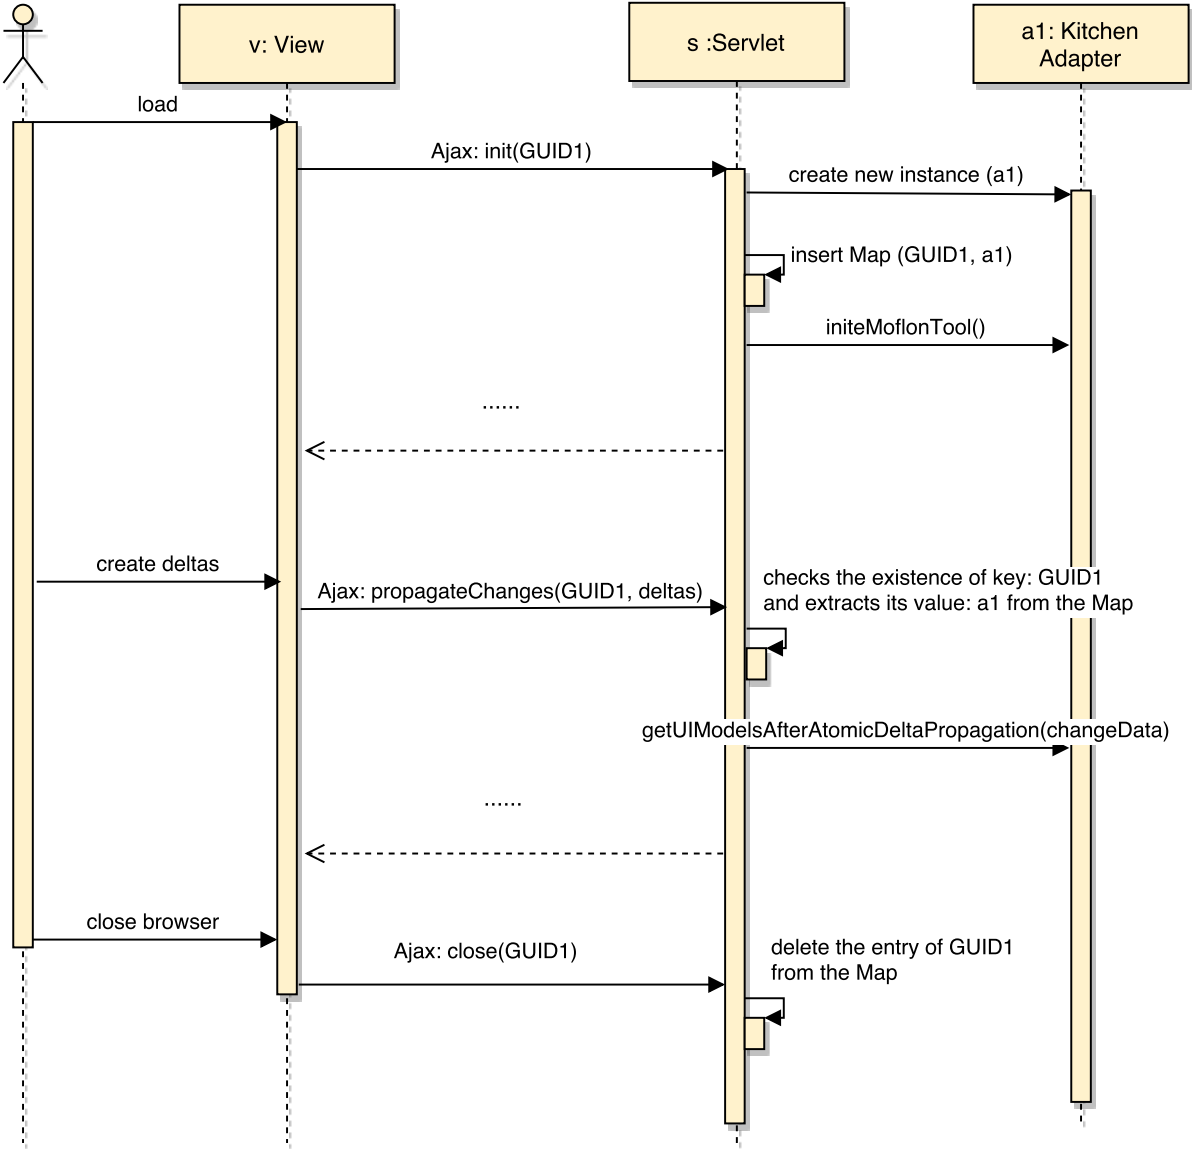 v: View
s :Servlet
a1: Kitchen
Adapter
load
Ajax: init(GUID1)
create new instance (a1)
insert Map (GUID1, a1)
initeMoflonTool()
......
create deltas
Ajax: propagateChanges(GUID1, deltas)
checks the existence of key: GUID1
and extracts its value: a1 from the Map
getUIModelsAfterAtomicDeltaPropagation(changeData)
......
close browser
Ajax: close(GUID1)
delete the entry of GUID1
from the Map